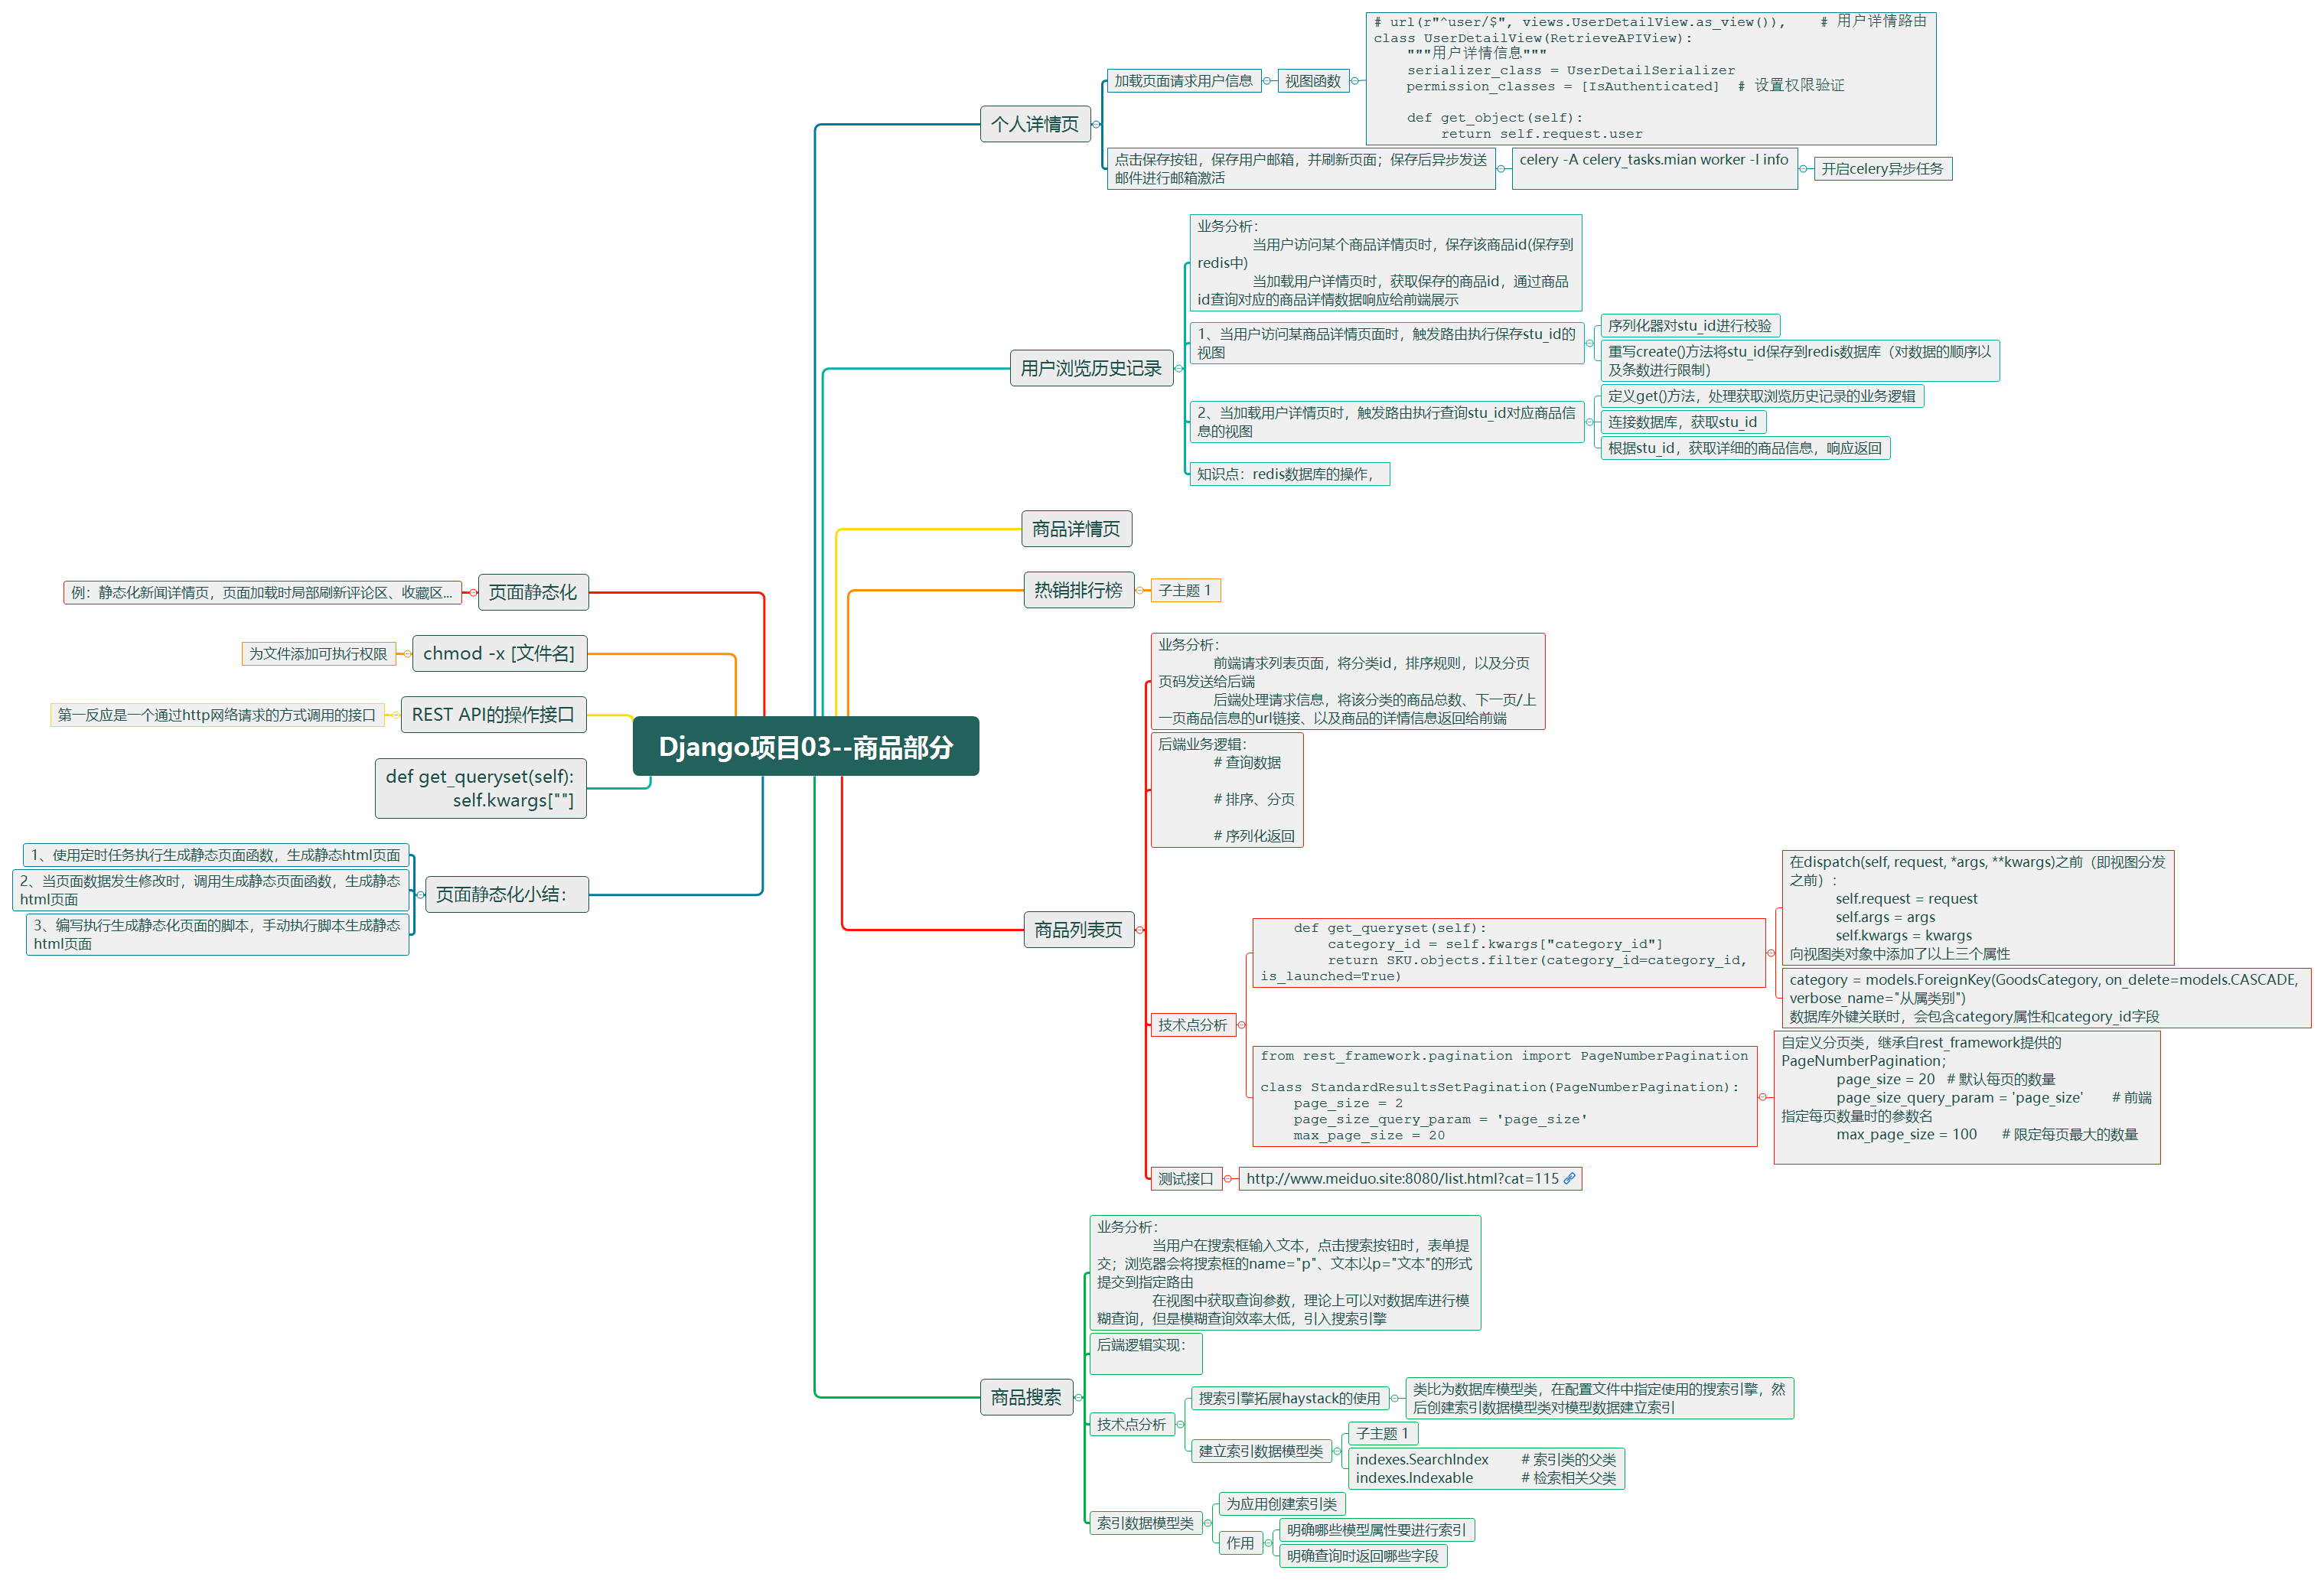 Django项目03--商品部分
个人详情页
加载页面请求用户信息
视图函数
# url(r"^user/$", views.UserDetailView.as_view()),    # 用户详情路由
class UserDetailView(RetrieveAPIView):
    """用户详情信息"""
    serializer_class = UserDetailSerializer
    permission_classes = [IsAuthenticated]  # 设置权限验证
    def get_object(self):
        return self.request.user
点击保存按钮，保存用户邮箱，并刷新页面；保存后异步发送
邮件进行邮箱激活
celery -A celery_tasks.mian worker -l info
开启celery异步任务
用户浏览历史记录
业务分析：
当用户访问某个商品详情页时，保存该商品id(保存到
redis中)
当加载用户详情页时，获取保存的商品id，通过商品
id查询对应的商品详情数据响应给前端展示
1、当用户访问某商品详情页面时，触发路由执行保存stu_id的
视图
序列化器对stu_id进行校验
重写create()方法将stu_id保存到redis数据库（对数据的顺序以
及条数进行限制）
2、当加载用户详情页时，触发路由执行查询stu_id对应商品信
息的视图
定义get()方法，处理获取浏览历史记录的业务逻辑
连接数据库，获取stu_id
根据stu_id，获取详细的商品信息，响应返回
知识点：redis数据库的操作，
商品详情页
热销排行榜
子主题 1
商品列表页
业务分析：
前端请求列表页面，将分类id，排序规则，以及分页
页码发送给后端
后端处理请求信息，将该分类的商品总数、下一页/上
一页商品信息的url链接、以及商品的详情信息返回给前端
后端业务逻辑：
# 查询数据
# 排序、分页
# 序列化返回
技术点分析
    def get_queryset(self):
        category_id = self.kwargs["category_id"]
        return SKU.objects.filter(category_id=category_id,
is_launched=True)
在dispatch(self, request, *args, **kwargs)之前（即视图分发
之前）：
self.request = request
self.args = args
self.kwargs = kwargs
向视图类对象中添加了以上三个属性
category = models.ForeignKey(GoodsCategory, on_delete=models.CASCADE,
verbose_name="从属类别")
数据库外键关联时，会包含category属性和category_id字段
from rest_framework.pagination import PageNumberPagination
class StandardResultsSetPagination(PageNumberPagination):
    page_size = 2
    page_size_query_param = 'page_size'
    max_page_size = 20
自定义分页类，继承自rest_framework提供的
PageNumberPagination；
page_size = 20   # 默认每页的数量
page_size_query_param = 'page_size'      # 前端
指定每页数量时的参数名
max_page_size = 100     # 限定每页最大的数量
测试接口
http://www.meiduo.site:8080/list.html?cat=115
商品搜索
业务分析：
当用户在搜索框输入文本，点击搜索按钮时，表单提
交；浏览器会将搜索框的name="p"、文本以p="文本"的形式
提交到指定路由
在视图中获取查询参数，理论上可以对数据库进行模
糊查询，但是模糊查询效率太低，引入搜索引擎
后端逻辑实现：
技术点分析
搜索引擎拓展haystack的使用
类比为数据库模型类，在配置文件中指定使用的搜索引擎，然
后创建索引数据模型类对模型数据建立索引
建立索引数据模型类
子主题 1
indexes.SearchIndex       # 索引类的父类
indexes.Indexable          # 检索相关父类
索引数据模型类
为应用创建索引类
作用
明确哪些模型属性要进行索引
明确查询时返回哪些字段
页面静态化
例：静态化新闻详情页，页面加载时局部刷新评论区、收藏区...
chmod -x [文件名]
为文件添加可执行权限
REST API的操作接口
第一反应是一个通过http网络请求的方式调用的接口
def get_queryset(self):
self.kwargs[""]
页面静态化小结：
1、使用定时任务执行生成静态页面函数，生成静态html页面
2、当页面数据发生修改时，调用生成静态页面函数，生成静态
html页面
3、编写执行生成静态化页面的脚本，手动执行脚本生成静态
html页面